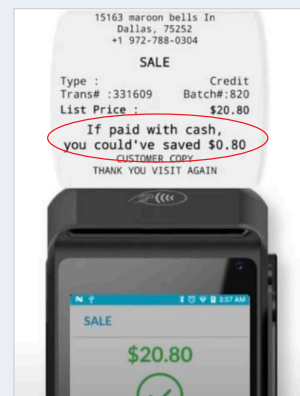 15163 maroon bells In
Dallas, 75252
+1 972-788-0304
SALE
Type : Credit
Trans# :331609 Batch#:820
List Price : $20.80
If paid with cash,
you could've saved $0.80
CUSTOMER COPY
THANK YOU VISIT AGAIN
3:57 AM
SALE
$20.80